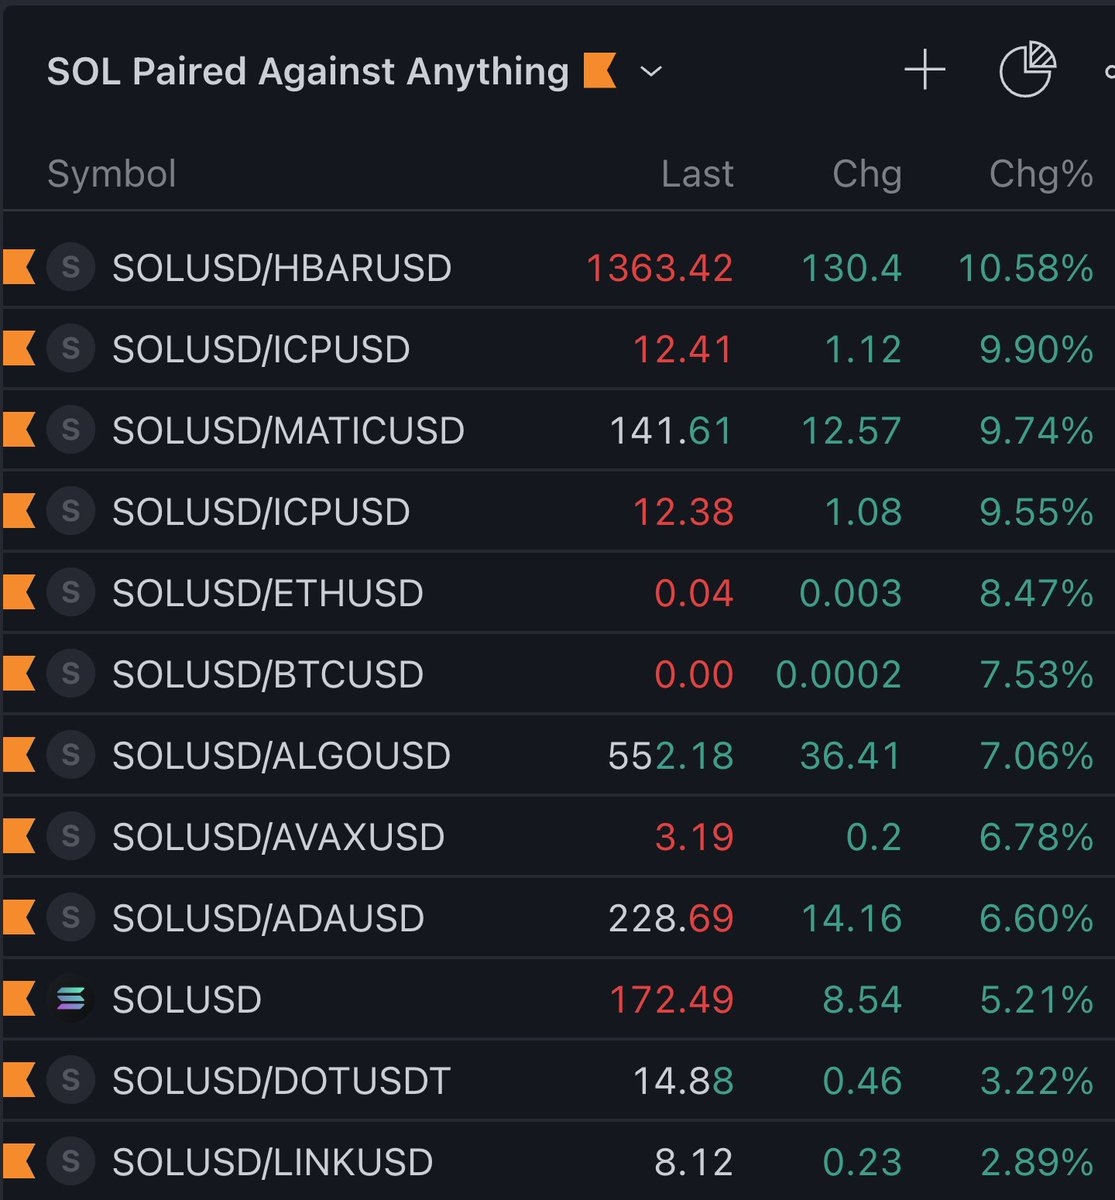 SOL Paired Against Anything
Symbol Last Chg Chg%
S SOLUSD/HBARUSD 1363.42 130.4 10.58%
S SOLUSD/ICPUSD 12.41 1.12 9.90%
S SOLUSD/MATICUSD 141.61 12.57 9.74%
S SOLUSD/ICPUSD 12.38 1.08 9.55%
S SOLUSD/ETHUSD 0.04 0.003 8.47%
S SOLUSD/BTCUSD 0.00 0.0002 7.53%
S SOLUSD/ALGOUSD 552.18 36.41 7.06%
S SOLUSD/AVAXUSD 3.19 0.2 6.78%
S SOLUSD/ADAUSD 228.69 14.16 6.60%
SOLUSD 172.49 8.54 5.21%
S SOLUSD/DOTUSDT 14.88 0.46 3.22%
S SOLUSD/LINKUSD 8.12 0.23 2.89%